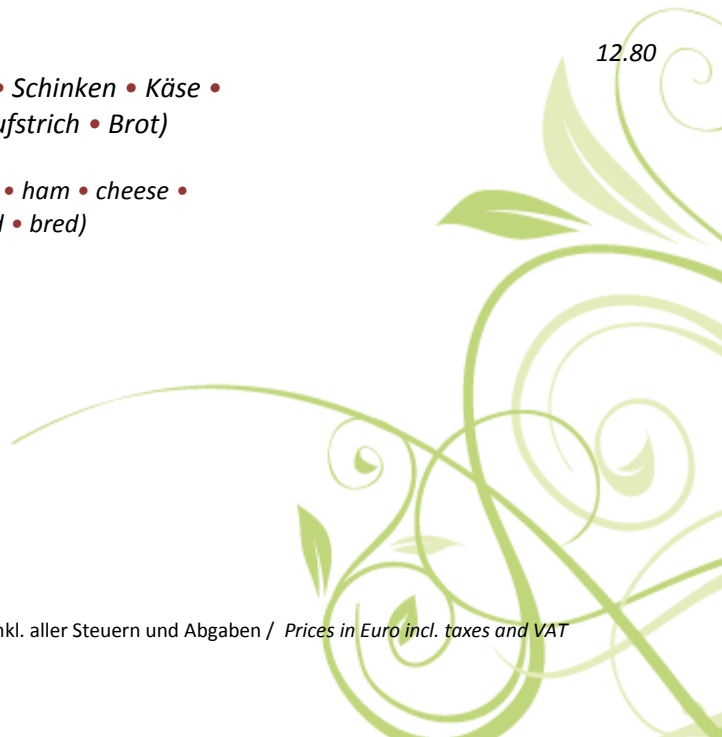 12.80
• Schinken • Käse •
ufstrich • Brot)
• ham • cheese •
• bred)
nkl. aller Steuern und Abgaben / Prices in Euro incl. taxes and VAT